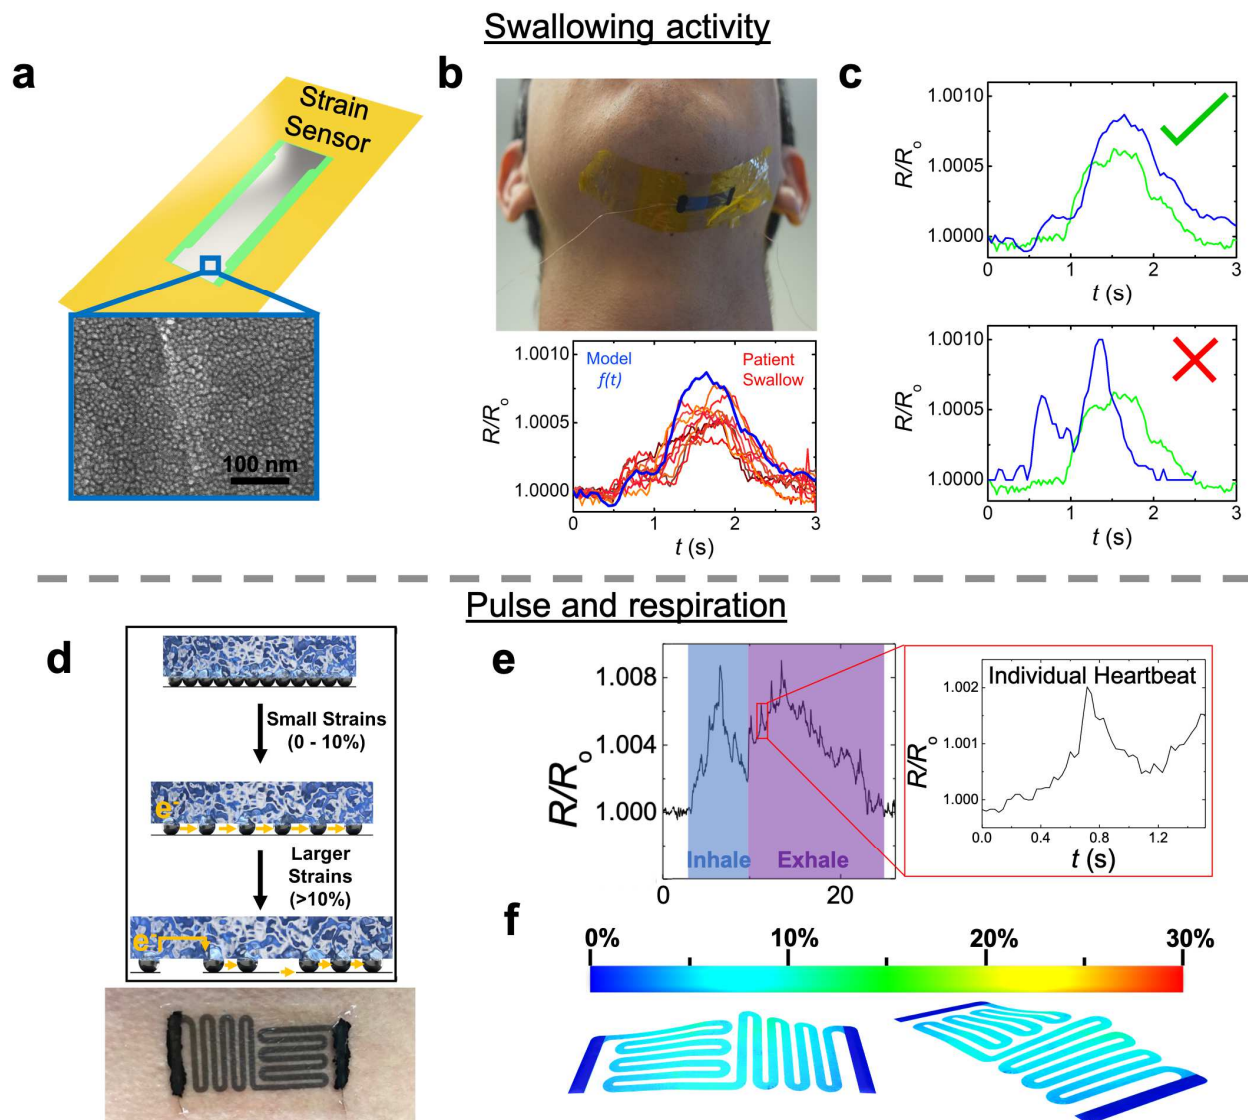 Swallowing activity
a
Strain
Sensor
100 nm
b
1.0010
1.0005
1.0000
R/Ro
Model
f(t)
Patient
Swallow
0
1
2
3
t (s)
c
1.0010
1.0005
1.0000
R/Ro
0
1
2
3
t (s)
1.0010
1.0005
1.0000
R/Ro
0
1
2
3
t (s)
Pulse and respiration
d
Small Strains
(0 - 10%)
e-
Larger
Strains
(>10%)
e-
e
1.008
1.004
1.000
R/Ro
Inhale
Exhale
0
20
Individual Heartbeat
1.002
1.001
1.000
R/Ro
0.0
0.4
0.8
1.2
t (s)
f
0%
10%
20%
30%